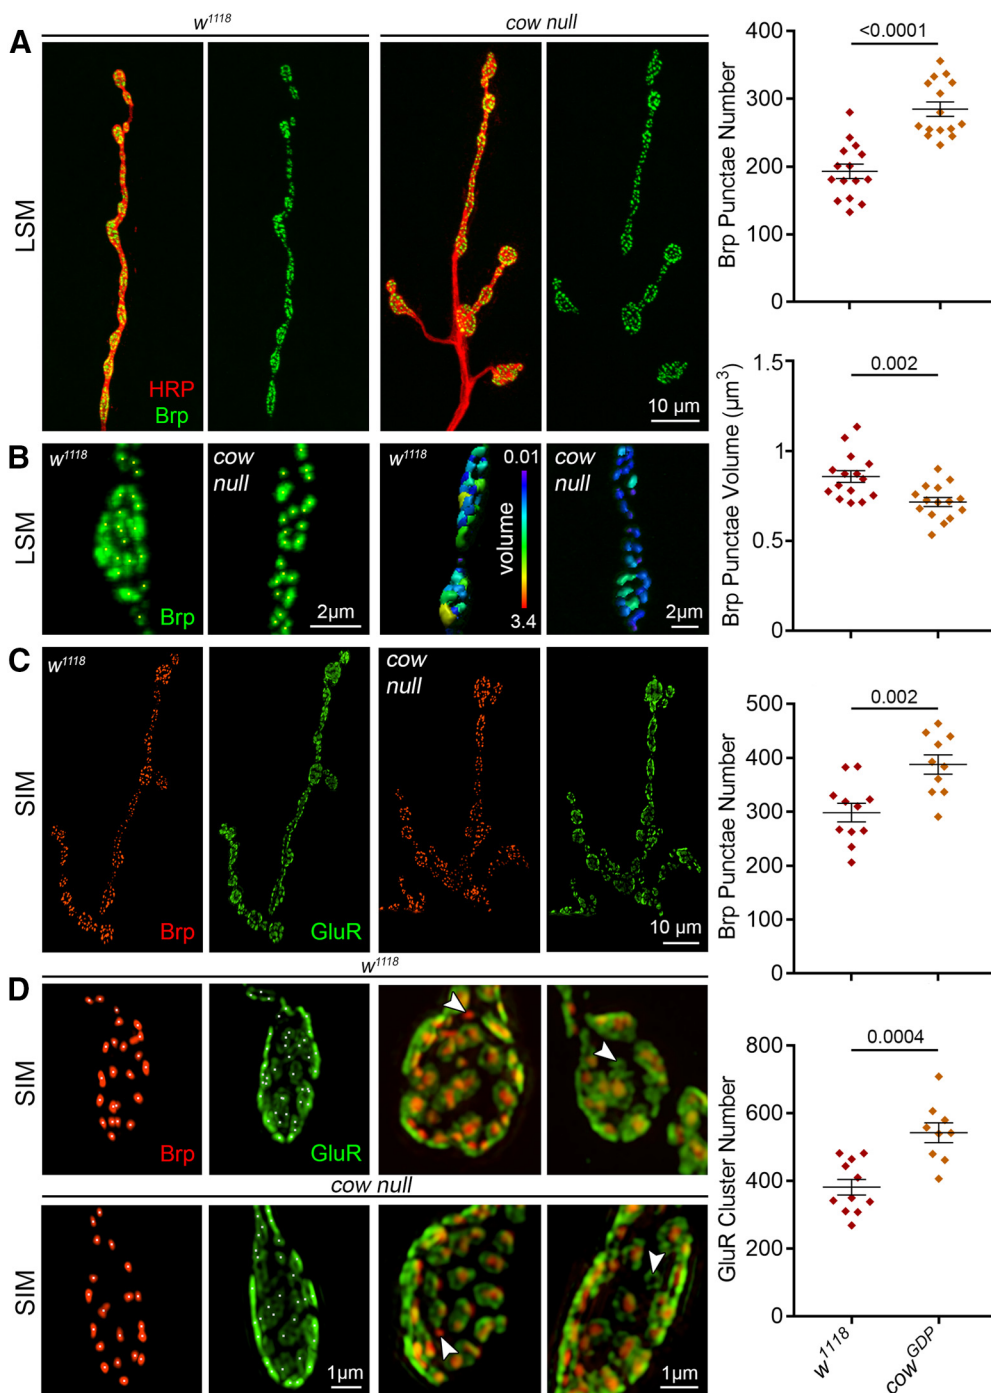 A
w1118
cow null
LSM
HRP
Brp
10 µm
<0.0001
Brp Punctae Number
400
300
200
100
0
B
LSM
w1118
cow
null
w1118
cow
null
0.01
volume
3.4
Brp
2µm
2µm
0.002
Brp Punctae Volume (µm3)
1.5
1
0.5
0
C
SIM
w1118
cow
null
Brp
GluR
10 µm
0.002
Brp Punctae Number
500
400
300
200
100
0
D
w1118
SIM
Brp
GluR
cow null
SIM
1µm
1µm
0.0004
GluR Cluster Number
800
600
400
200
0
w1118
cowGDP